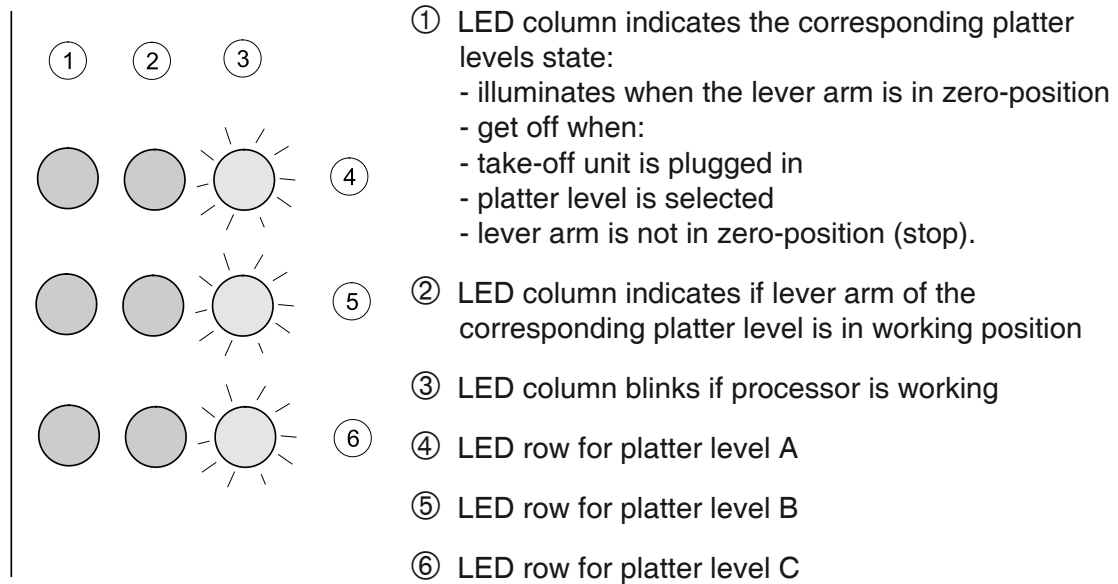 ① ② ③
④
⑤
⑥
① LED column indicates the corresponding platter
levels state:
- illuminates when the lever arm is in zero-position
- get off when:
- take-off unit is plugged in
- platter level is selected
- lever arm is not in zero-position (stop).
② LED column indicates if lever arm of the
corresponding platter level is in working position
③ LED column blinks if processor is working
④ LED row for platter level A
⑤ LED row for platter level B
⑥ LED row for platter level C